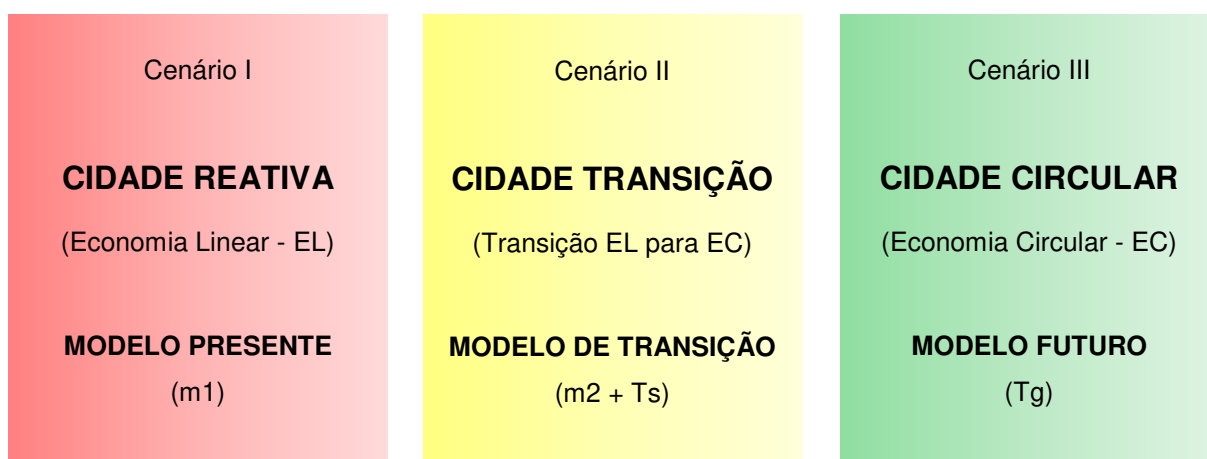 Cenário I
CIDADE REATIVA
(Economia Linear - EL)
MODELO PRESENTE
(m1)
Cenário II
CIDADE TRANSIÇÃO
(Transição EL para EC)
MODELO DE TRANSIÇÃO
(m2 + Ts)
Cenário III
CIDADE CIRCULAR
(Economia Circular - EC)
MODELO FUTURO
(Tg)